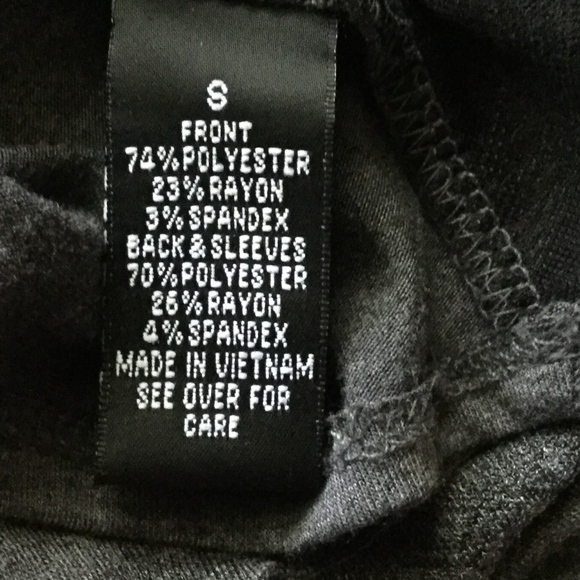 S
FRONT
74%POLYESTER
23%RAYON
3%SPANDEX
BACK&SLEEVES
70%POLYESTER
26%RAYON
4%SPANDEX
MADE IN VIETNAM
SEE OVER FOR
CARE